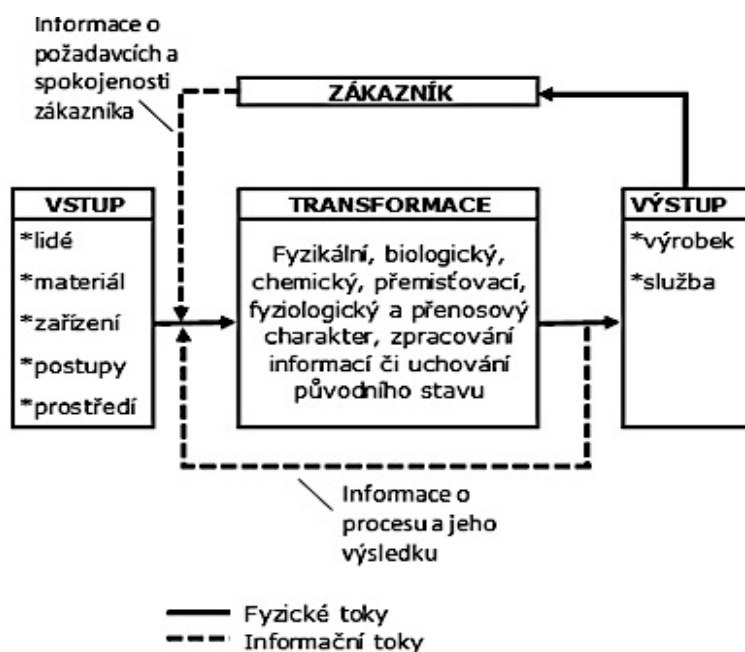 Informace o
požadavcích a
spokojenosti
zákazníka
ZÁKAZNÍK
VSTUP
*lidé
*materiál
*zařízení
*postupy
*prostředí
TRANSFORMACE
Fyzikální, biologický,
chemický, přemisťovací,
fyziologický a přenosový
charakter, zpracování
informací či uchování
původního stavu
VÝSTUP
*výrobek
*služba
Informace o
procesu a jeho
výsledku
Fyzické toky
Informační toky